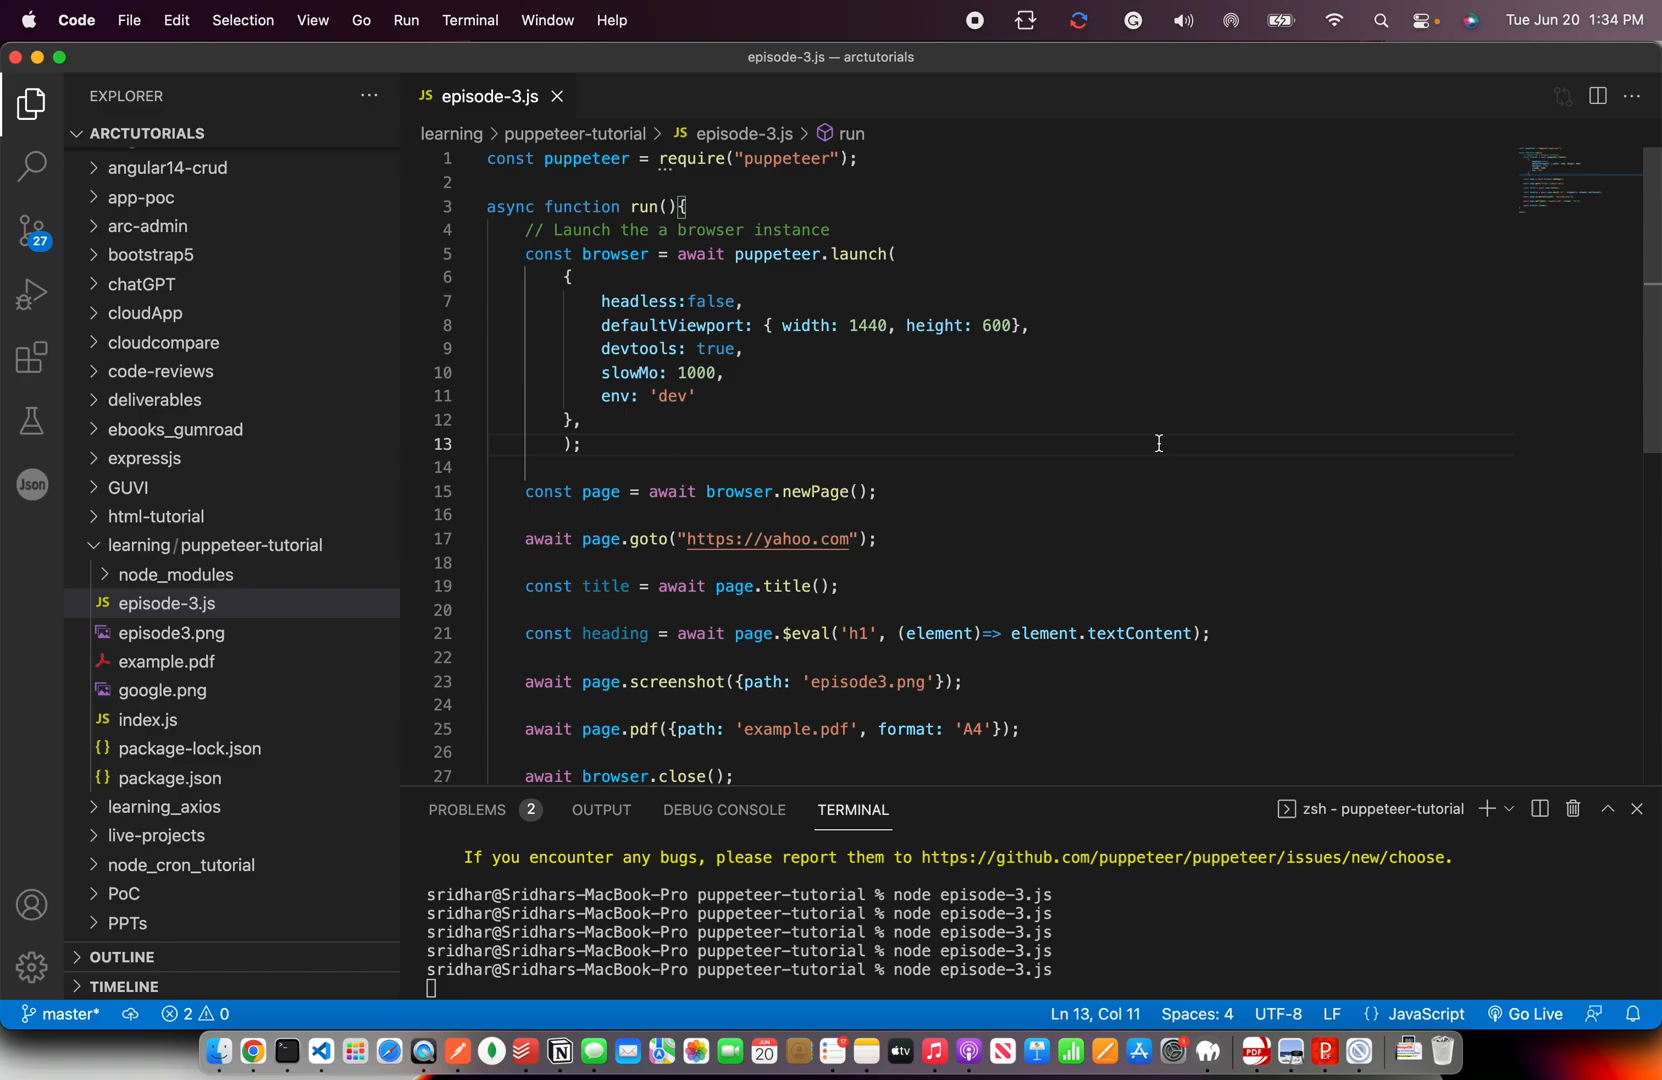 Code File Edit Selection View Go Run Terminal Window Help Tue Jun 20 1:34 PM
episode-3.js — arctutorials
EXPLORER
ARCTUTORIALS
angular14-crud
app-poc
arc-admin
bootstrap5
chatGPT
cloudApp
cloudcompare
code-reviews
deliverables
ebooks_gumroad
expressjs
GUVI
html-tutorial
learning/puppeteer-tutorial
node_modules
JS episode-3.js
episode3.png
example.pdf
google.png
JS index.js
{} package-lock.json
{} package.json
learning_axios
live-projects
node_cron_tutorial
PoC
PPTs
OUTLINE
TIMELINE
27
Json
JS episode-3.js
learning > puppeteer-tutorial > JS episode-3.js > run
1 const puppeteer = require("puppeteer");
2
3 async function run(){
4 // Launch the a browser instance
5 const browser = await puppeteer.launch(
6 {
7 headless:false,
8 defaultViewport: { width: 1440, height: 600},
9 devtools: true,
10 slowMo: 1000,
11 env: 'dev'
12 },
13 );
14
15 const page = await browser.newPage();
16
17 await page.goto("https://yahoo.com");
18
19 const title = await page.title();
20
21 const heading = await page.$eval('h1', (element)=> element.textContent);
22
23 await page.screenshot({path: 'episode3.png'});
24
25 await page.pdf({path: 'example.pdf', format: 'A4'});
26
27 await browser.close();
PROBLEMS 2 OUTPUT DEBUG CONSOLE TERMINAL zsh - puppeteer-tutorial
If you encounter any bugs, please report them to https://github.com/puppeteer/puppeteer/issues/new/choose.
sridhar@Sridhars-MacBook-Pro puppeteer-tutorial % node episode-3.js
sridhar@Sridhars-MacBook-Pro puppeteer-tutorial % node episode-3.js
sridhar@Sridhars-MacBook-Pro puppeteer-tutorial % node episode-3.js
sridhar@Sridhars-MacBook-Pro puppeteer-tutorial % node episode-3.js
sridhar@Sridhars-MacBook-Pro puppeteer-tutorial % node episode-3.js
master* 2 0 Ln 13, Col 11 Spaces: 4 UTF-8 LF {} JavaScript Go Live
JUN
20
17
tv
1
PDF